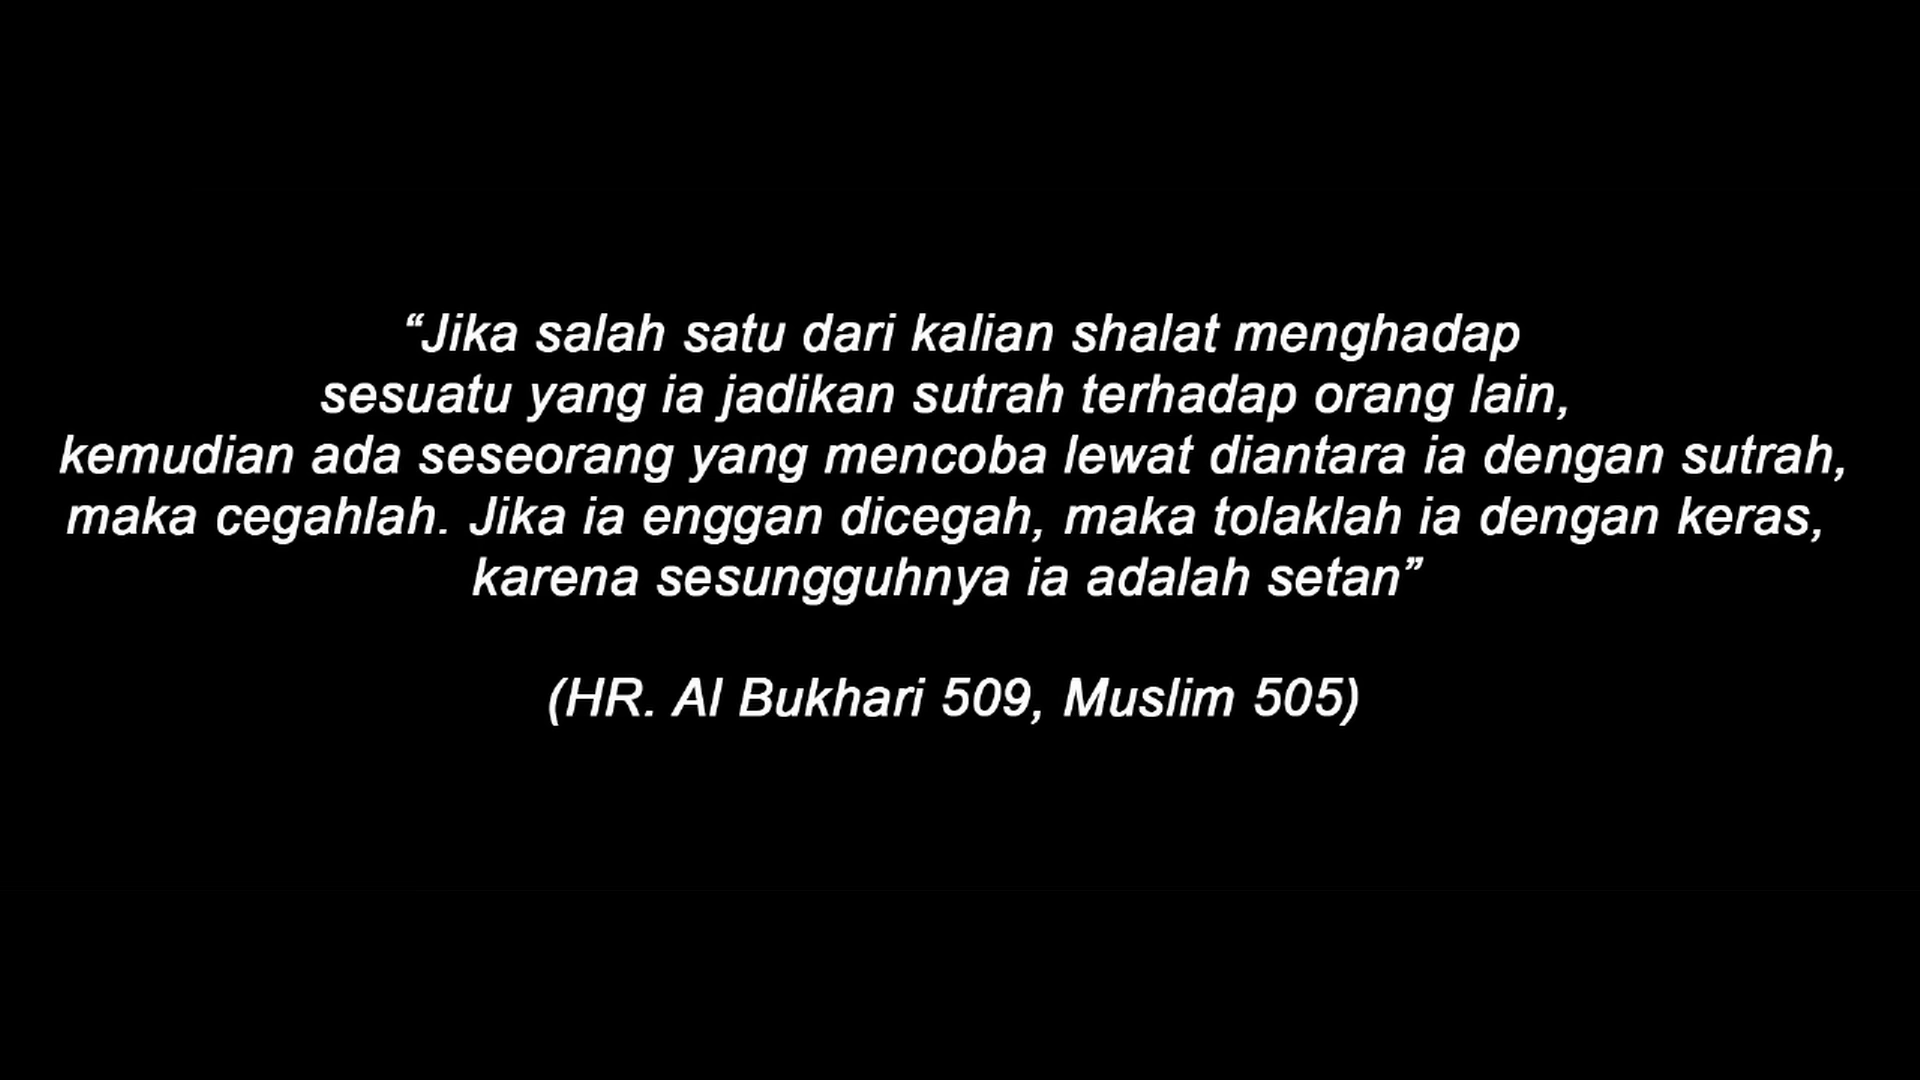 “Jika salah satu dari kalian shalat menghadap
sesuatu yang ia jadikan sutrah terhadap orang lain,
kemudian ada seseorang yang mencoba lewat diantara ia dengan sutrah,
maka cegahlah. Jika ia enggan dicegah, maka tolaklah ia dengan keras,
karena sesungguhnya ia adalah setan”
(HR. Al Bukhari 509, Muslim 505)